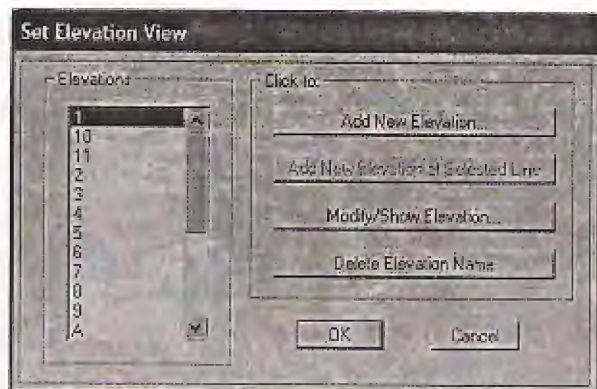 Set Elevation View
Elevations
1
10
11
2
3
4
5
6
7
8
9
A
Click to:
Add New Elevation...
Add New Elevation at Selected Line
Modify/Show Elevation...
Delete Elevation Name
OK
Cancel